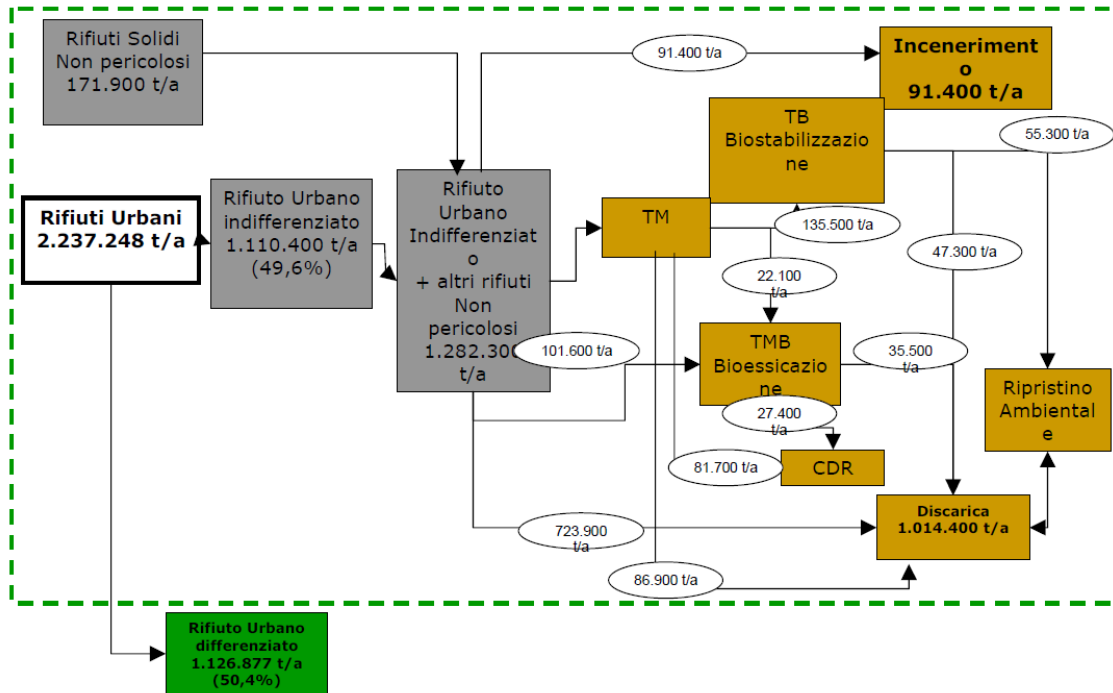 Rifiuti Solidi
Non pericolosi
171.900 t/a
91.400 t/a
Inceneriment
o
91.400 t/a
TB
Biostabilizzazio
ne
55.300 t/a
Rifiuti Urbani
2.237.248 t/a
Rifiuto Urbano
indifferenziato
1.110.400 t/a
(49,6%)
Rifiuto
Urbano
Indifferenziat
o
+ altri rifiuti
Non
pericolosi
1.282.300
t/a
TM
135.500 t/a
47.300 t/a
22.100
t/a
101.600 t/a
TMB
Bioessicazio
ne
35.500
t/a
27.400
t/a
Ripristino
Ambiental
e
81.700 t/a
CDR
Discarica
1.014.400 t/a
723.900
t/a
86.900 t/a
Rifiuto Urbano
differenziato
1.126.877 t/a
(50,4%)